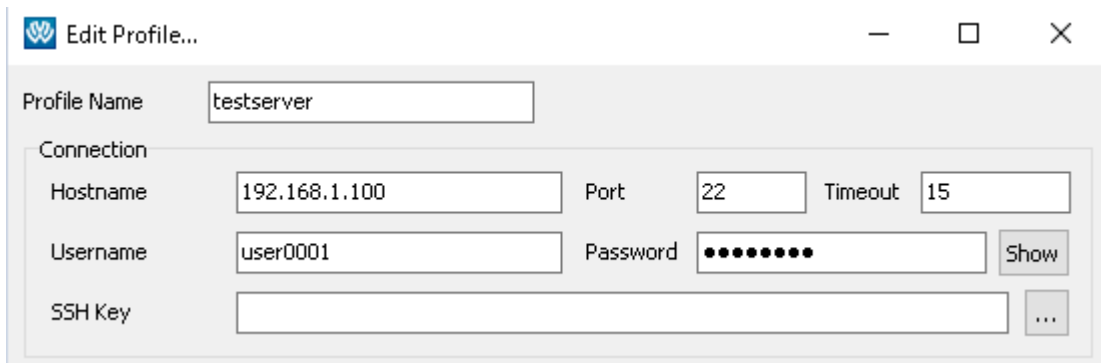 Edit Profile...
Profile Name testserver
Connection
Hostname 192.168.1.100 Port 22 Timeout 15
Username user0001 Password ●●●●●●●● Show
SSH Key ...